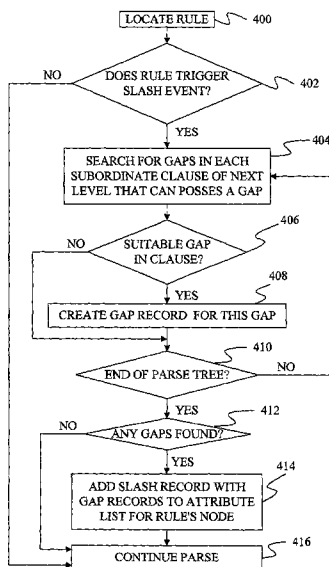 LOCATE RULE 400
NO
DOES RULE TRIGGER 402
SLASH EVENT?
YES
404
SEARCH FOR GAPS IN EACH
SUBORDINATE CLAUSE OF NEXT
LEVEL THAT CAN POSSES A GAP
406
NO
SUITABLE GAP
IN CLAUSE?
YES
408
CREATE GAP RECORD FOR THIS GAP
410
END OF PARSE TREE?
NO
YES
412
NO
ANY GAPS FOUND?
YES
414
ADD SLASH RECORD WITH
GAP RECORDS TO ATTRIBUTE
LIST FOR RULE'S NODE
416
CONTINUE PARSE